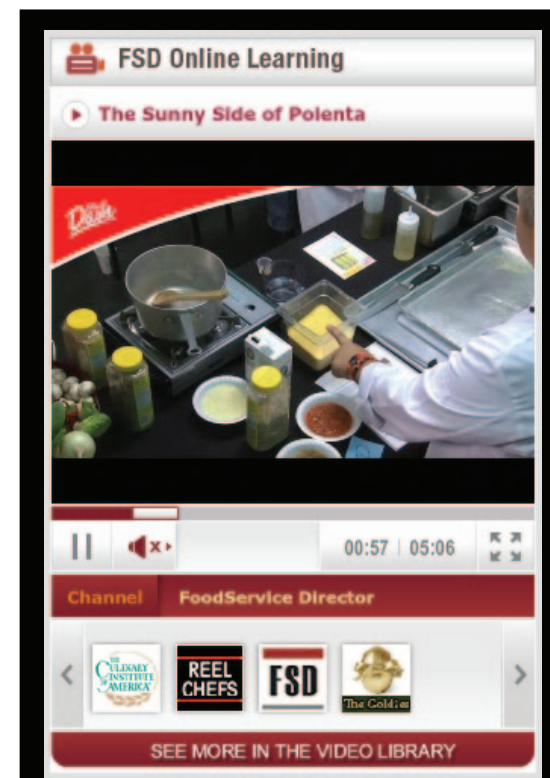 FSD Online Learning
The Sunny Side of Polenta
Dash
00:57 | 05:06
Channel FoodService Director
THE
CULINARY
INSTITUTE
OF
AMERICA
REEL
CHEFS
FSD
The Goldies
SEE MORE IN THE VIDEO LIBRARY